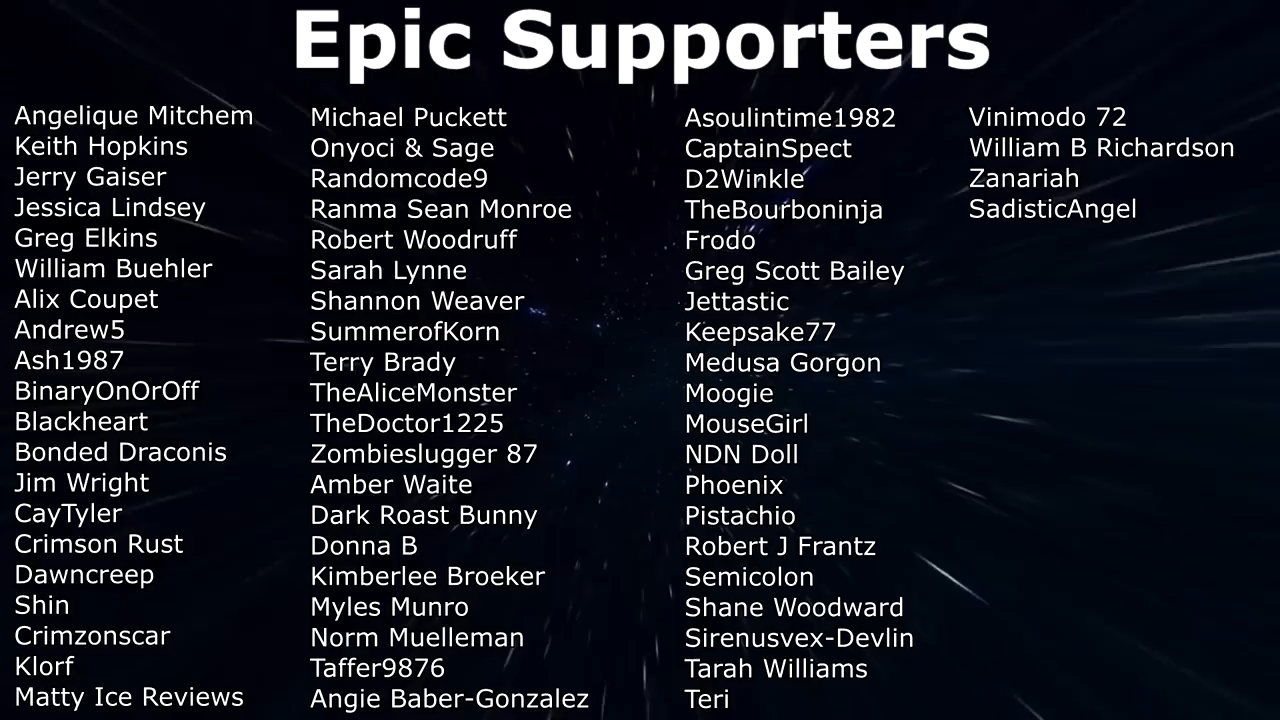 Epic Supporters
Angelique Mitchem
Keith Hopkins
Jerry Gaiser
Jessica Lindsey
Greg Elkins
William Buehler
Alix Coupet
Andrew5
Ash1987
BinaryOnOrOff
Blackheart
Bonded Draconis
Jim Wright
CayTyler
Crimson Rust
Dawncreep
Shin
Crimzonscar
Klorf
Matty Ice Reviews
Michael Puckett
Onyoci & Sage
Randomcode9
Ranma Sean Monroe
Robert Woodruff
Sarah Lynne
Shannon Weaver
SummerofKorn
Terry Brady
TheAliceMonster
TheDoctor1225
Zombieslugger 87
Amber Waite
Dark Roast Bunny
Donna B
Kimberlee Broeker
Myles Munro
Norm Muelleman
Taffer9876
Angie Baber-Gonzalez
Asoulintime1982
CaptainSpect
D2Winkle
TheBourboninja
Frodo
Greg Scott Bailey
Jettastic
Keepsake77
Medusa Gorgon
Moogie
MouseGirl
NDN Doll
Phoenix
Pistachio
Robert J Frantz
Semicolon
Shane Woodward
Sirenusvex-Devlin
Tarah Williams
Teri
Vinimodo 72
William B Richardson
Zanariah
SadisticAngel